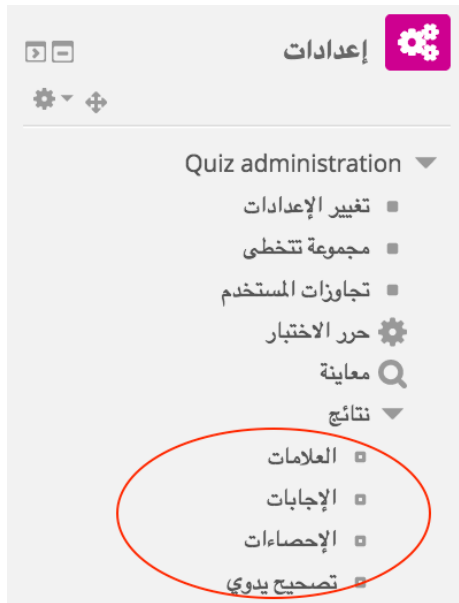 إعدادات
Quiz administration
تغيير الإعدادات
مجموعة تتخطى
تجاوزات المستخدم
حرر الاختبار
معاينة
نتائج
العلامات
الإجابات
الإحصاءات
تصحيح يدوي